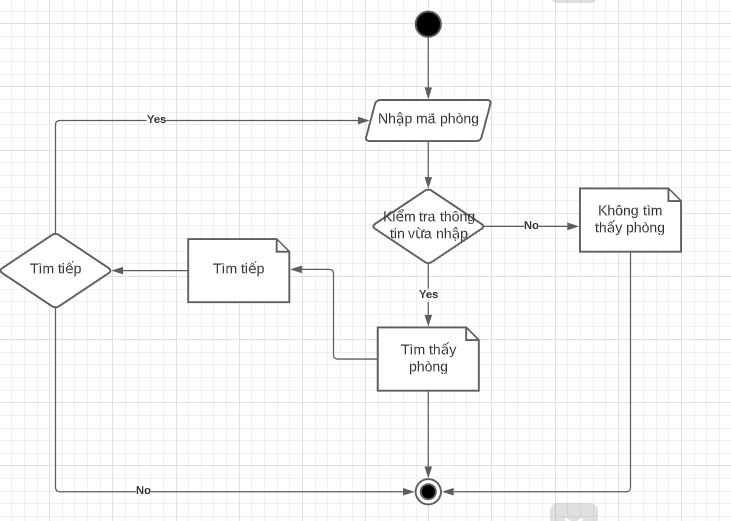 Nhập mã phòng
Yes
Kiểm tra thông
tin vừa nhập
No
Không tìm
thấy phòng
Tìm tiếp
Tìm tiếp
Yes
Tìm thấy
phòng
No